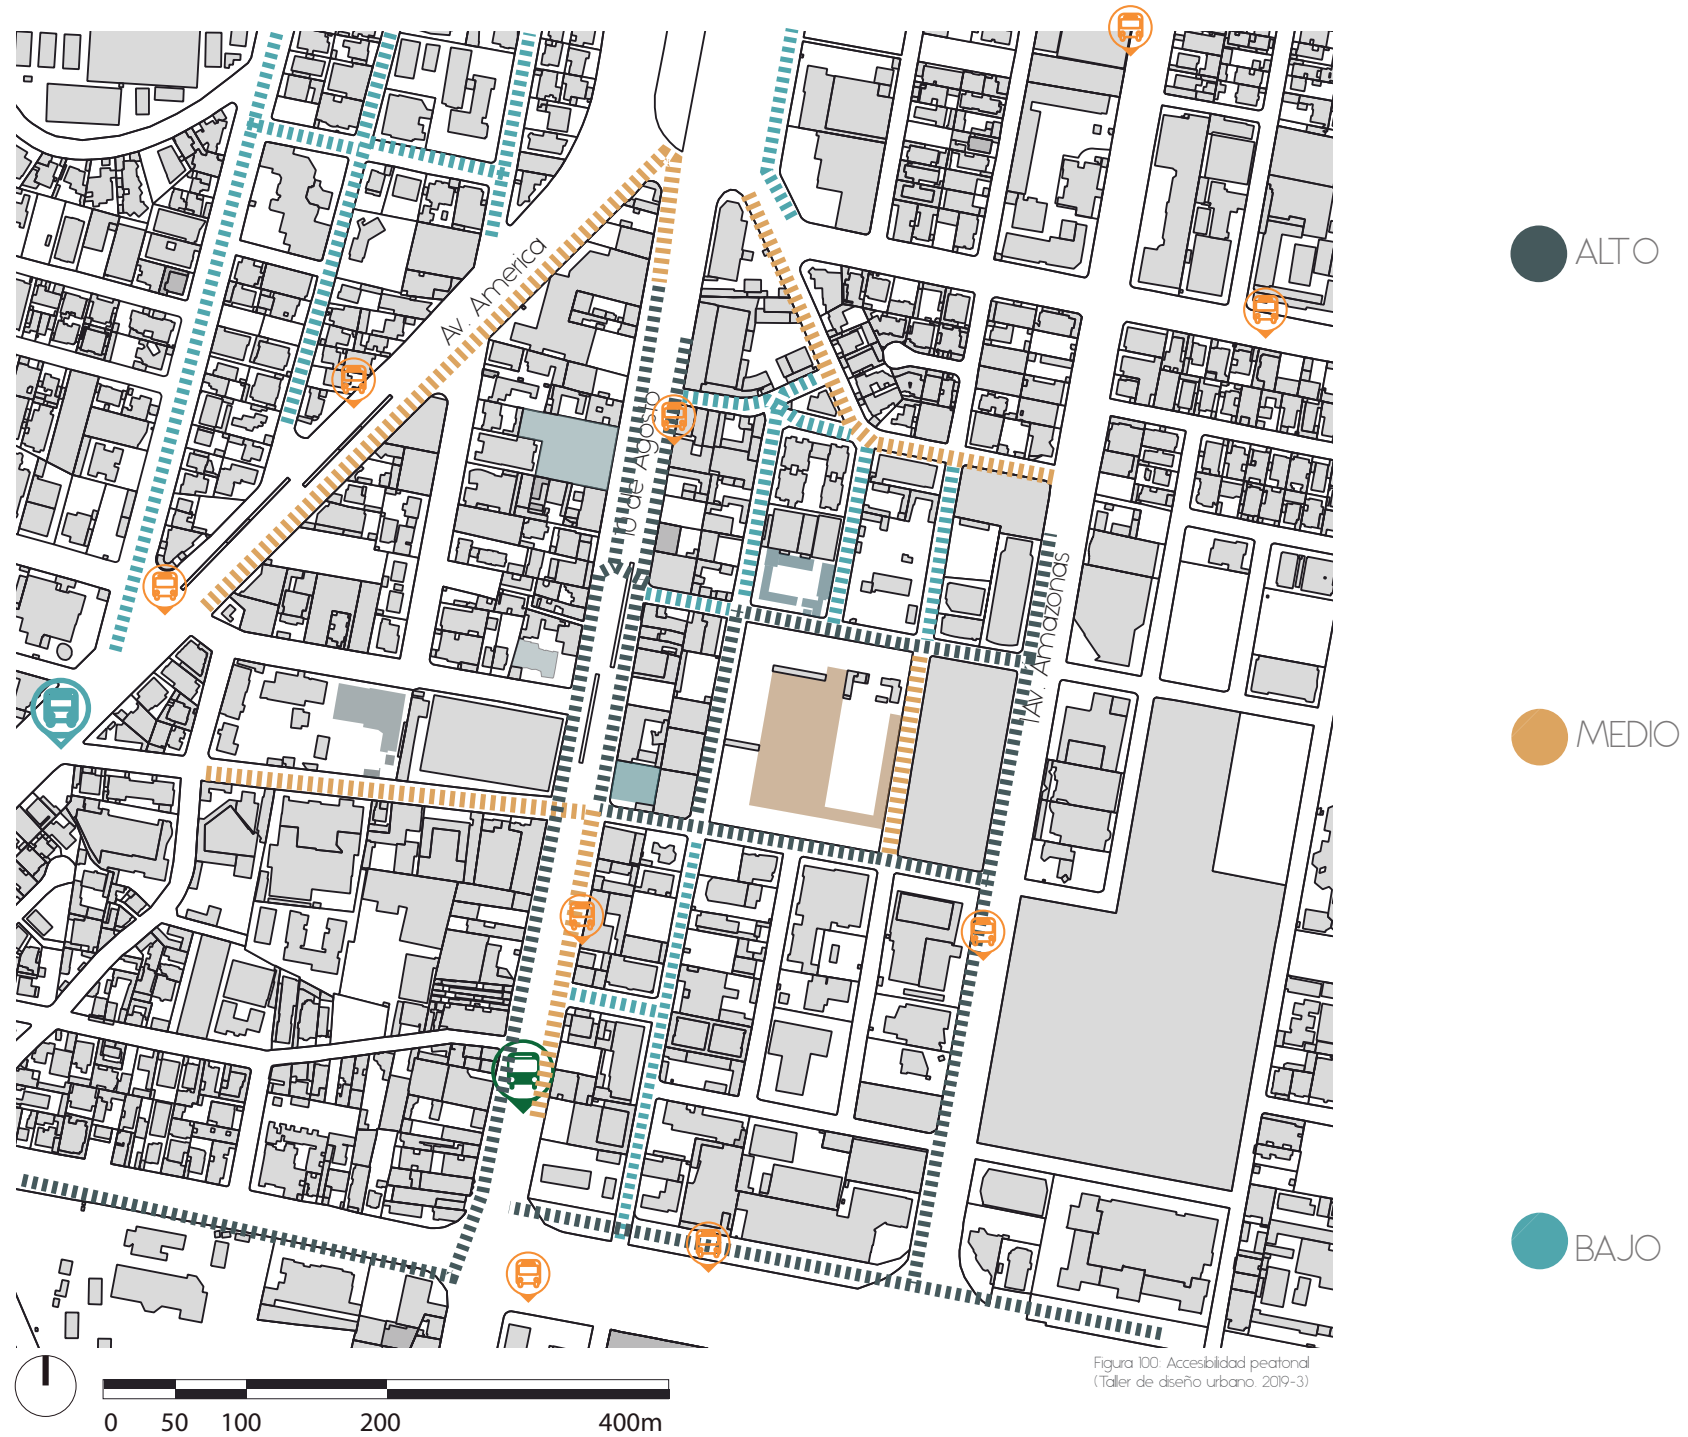 Av. America
10 de Agosto
Av. Amazonas
ALTO
MEDIO
BAJO
Figura 100. Accesibilidad peatonal
(Taller de diseño urbano. 2019-3)
0 50 100 200 400m